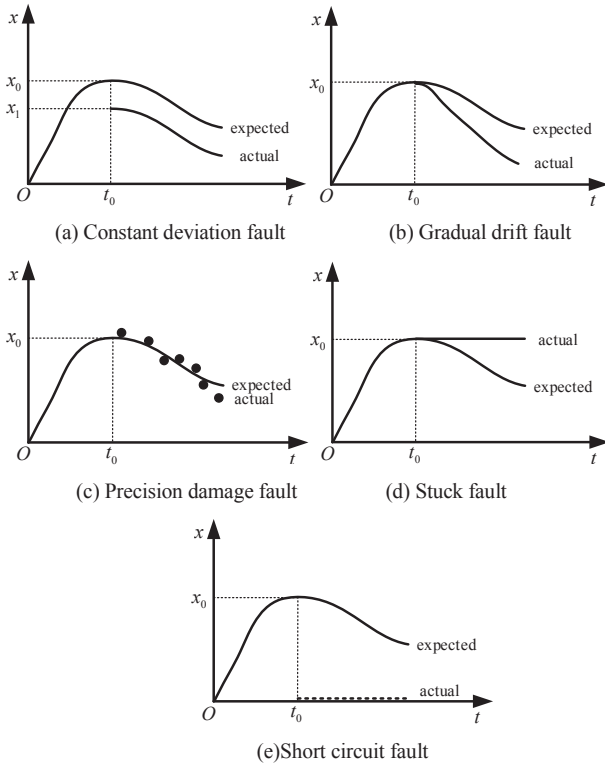 x
x
x0
x0
x1
expected
expected
actual
actual
O
t0
t
O
t0
t
(a) Constant deviation fault
(b) Gradual drift fault
x
x
x0
x0
actual
expected
expected
actual
O
t0
t
O
t0
t
(c) Precision damage fault
(d) Stuck fault
x
x0
expected
actual
O
t0
t
(e)Short circuit fault